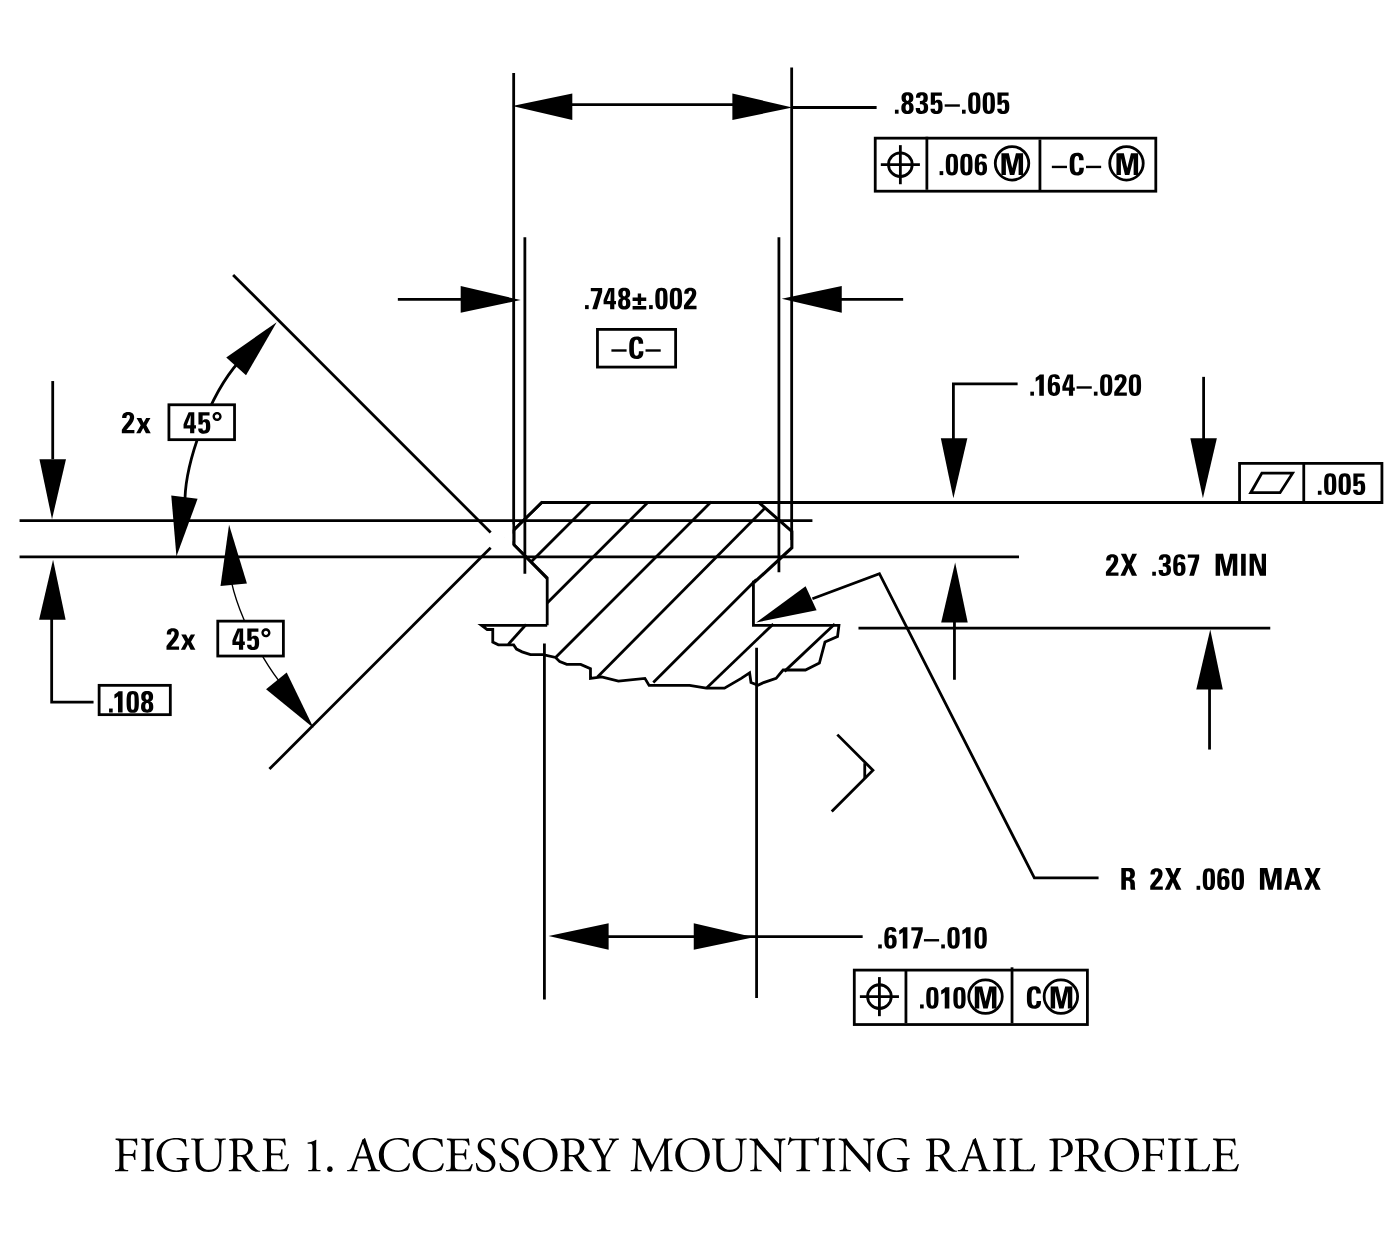 .835–.005
.006 Ⓜ –C– Ⓜ
.748±.002
–C–
.164–.020
2x 45°
.005
2X .367 MIN
2x 45°
.108
R 2X .060 MAX
.617–.010
.010Ⓜ CⓂ
FIGURE 1. ACCESSORY MOUNTING RAIL PROFILE